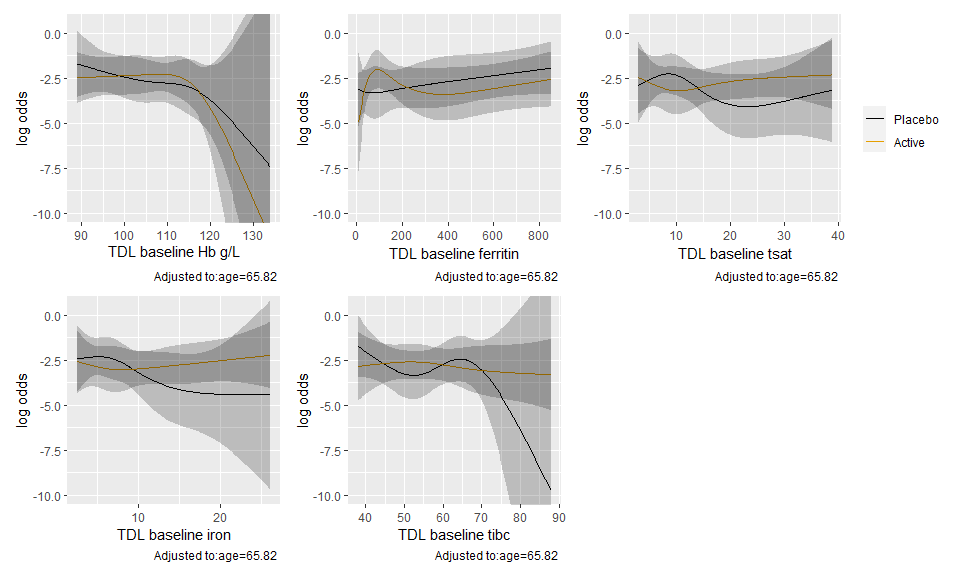 0.0
-2.5
-5.0
-7.5
-10.0
log odds
90 100 110 120 130
TDL baseline Hb g/L
Adjusted to:age=65.82
0.0
-2.5
-5.0
-7.5
-10.0
log odds
0 200 400 600 800
TDL baseline ferritin
Adjusted to:age=65.82
0.0
-2.5
-5.0
-7.5
-10.0
log odds
10 20 30 40
TDL baseline tsat
Adjusted to:age=65.82
Placebo
Active
0.0
-2.5
-5.0
-7.5
-10.0
log odds
10 20
TDL baseline iron
Adjusted to:age=65.82
0.0
-2.5
-5.0
-7.5
-10.0
log odds
40 50 60 70 80 90
TDL baseline tibc
Adjusted to:age=65.82